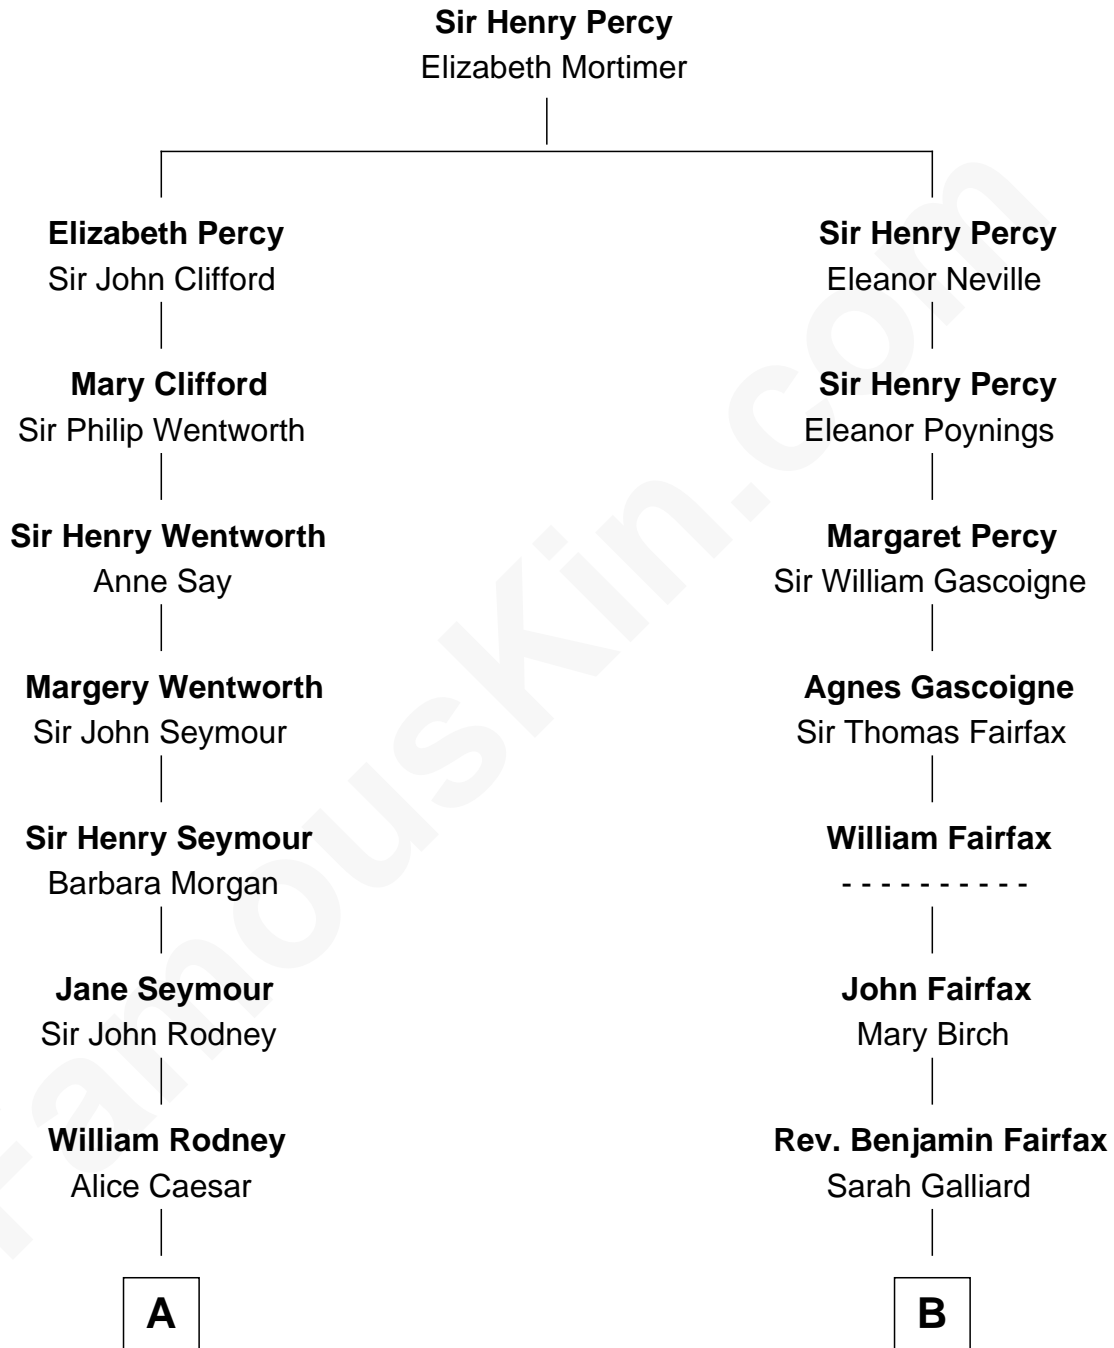 Sir Henry Percy
Elizabeth Mortimer
Elizabeth Percy
Sir John Clifford
Sir Henry Percy
Eleanor Neville
Mary Clifford
Sir Philip Wentworth
Sir Henry Percy
Eleanor Poynings
Sir Henry Wentworth
Anne Say
Margaret Percy
Sir William Gascoigne
Margery Wentworth
Sir John Seymour
Agnes Gascoigne
Sir Thomas Fairfax
Sir Henry Seymour
Barbara Morgan
William Fairfax
- - - - - - - - - -
Jane Seymour
Sir John Rodney
John Fairfax
Mary Birch
William Rodney
Alice Caesar
Rev. Benjamin Fairfax
Sarah Galliard
A
B
FamousKin.com